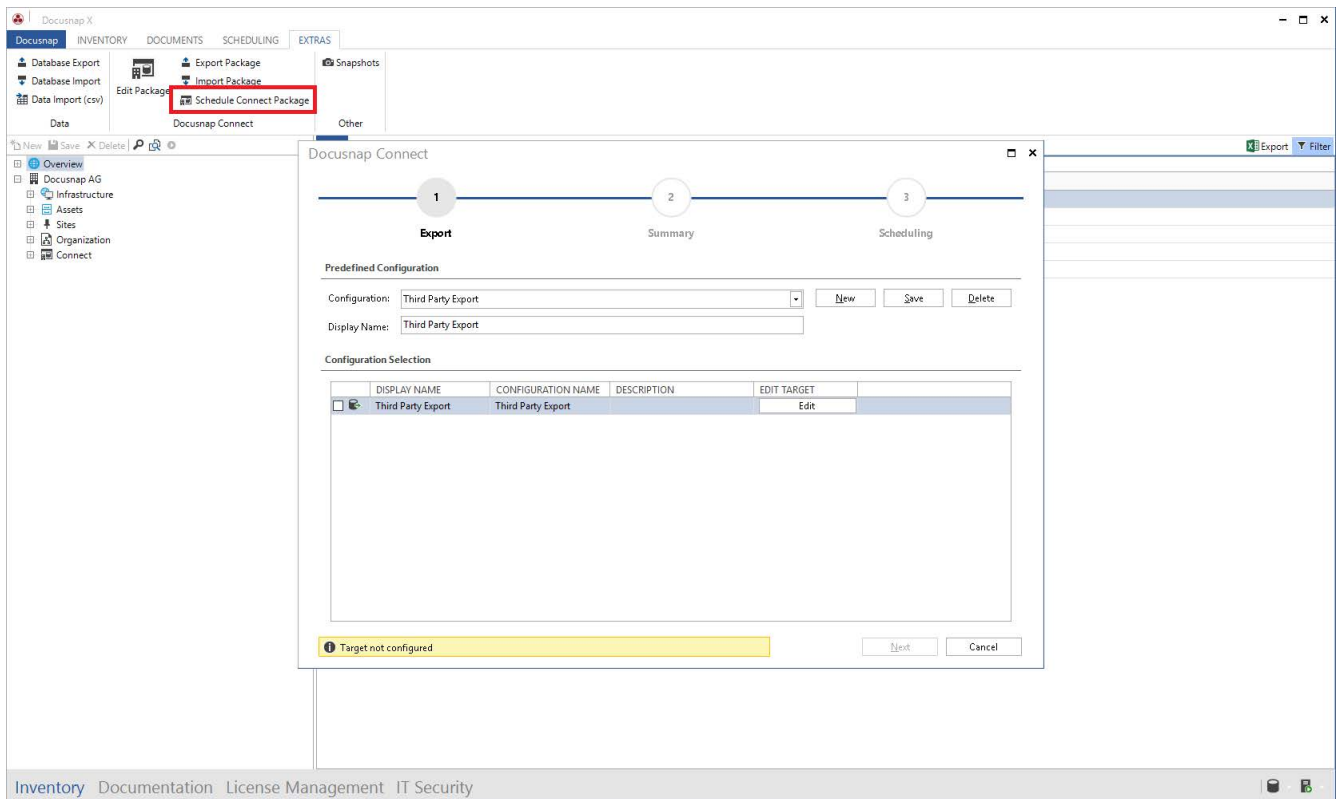 Docusnap X
Docusnap INVENTORY DOCUMENTS SCHEDULING EXTRAS
Database Export
Database Import
Data Import (csv)
Data
Edit Package
Export Package
Import Package
Schedule Connect Package
Docusnap Connect
Snapshots
Other
New Save Delete
Export Filter
Overview
Docusnap AG
Infrastructure
Assets
Sites
Organization
Connect
Docusnap Connect
1 2 3
Export Summary Scheduling
Predefined Configuration
Configuration: Third Party Export New Save Delete
Display Name: Third Party Export
Configuration Selection
DISPLAY NAME CONFIGURATION NAME DESCRIPTION EDIT TARGET
Third Party Export Third Party Export Edit
Target not configured Next Cancel
Inventory Documentation License Management IT Security